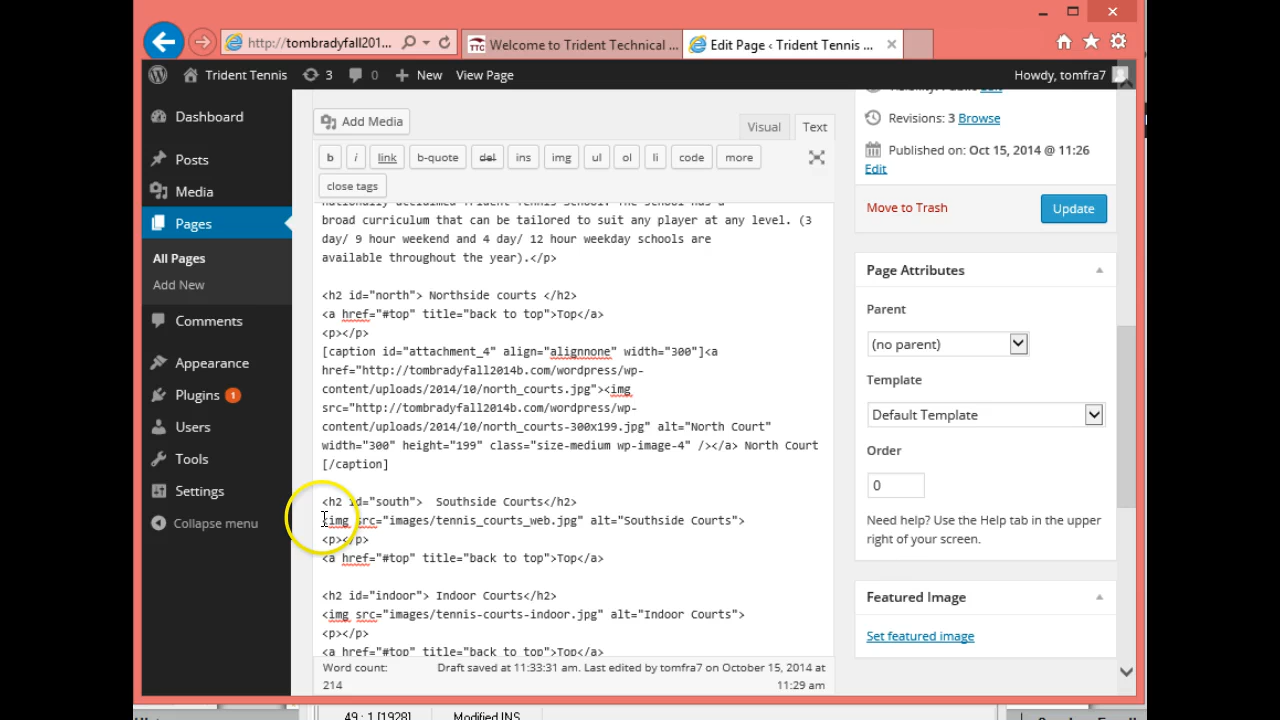 http://tombradyfall201...
TTC Welcome to Trident Technical ...
Edit Page ‹ Trident Tennis ...
Trident Tennis 3 0 New View Page Howdy, tomfra7
Dashboard
Posts
Media
Pages
All Pages
Add New
Comments
Appearance
Plugins 1
Users
Tools
Settings
Collapse menu
Add Media
Visual Text
b i link b-quote del ins img ul ol li code more
close tags
broad curriculum that can be tailored to suit any player at any level. (3
day/ 9 hour weekend and 4 day/ 12 hour weekday schools are
available throughout the year).</p>
<h2 id="north"> Northside courts </h2>
<a href="#top" title="back to top">Top</a>
<p></p>
[caption id="attachment_4" align="alignnone" width="300"]<a
href="http://tombradyfall2014b.com/wordpress/wp-
content/uploads/2014/10/north_courts.jpg"><img
src="http://tombradyfall2014b.com/wordpress/wp-
content/uploads/2014/10/north_courts-300x199.jpg" alt="North Court"
width="300" height="199" class="size-medium wp-image-4" /></a> North Court
[/caption]
<h2 id="south">  Southside Courts</h2>
<img src="images/tennis_courts_web.jpg" alt="Southside Courts">
<p></p>
<a href="#top" title="back to top">Top</a>
<h2 id="indoor"> Indoor Courts</h2>
<img src="images/tennis-courts-indoor.jpg" alt="Indoor Courts">
<p></p>
<a href="#top" title="back to top">Top</a>
Word count: Draft saved at 11:33:31 am. Last edited by tomfra7 on October 15, 2014 at
214 11:29 am
Revisions: 3 Browse
Published on: Oct 15, 2014 @ 11:26
Edit
Move to Trash
Update
Page Attributes
Parent
(no parent)
Template
Default Template
Order
0
Need help? Use the Help tab in the upper
right of your screen.
Featured Image
Set featured image
49 : 1 [1928] Modified INS